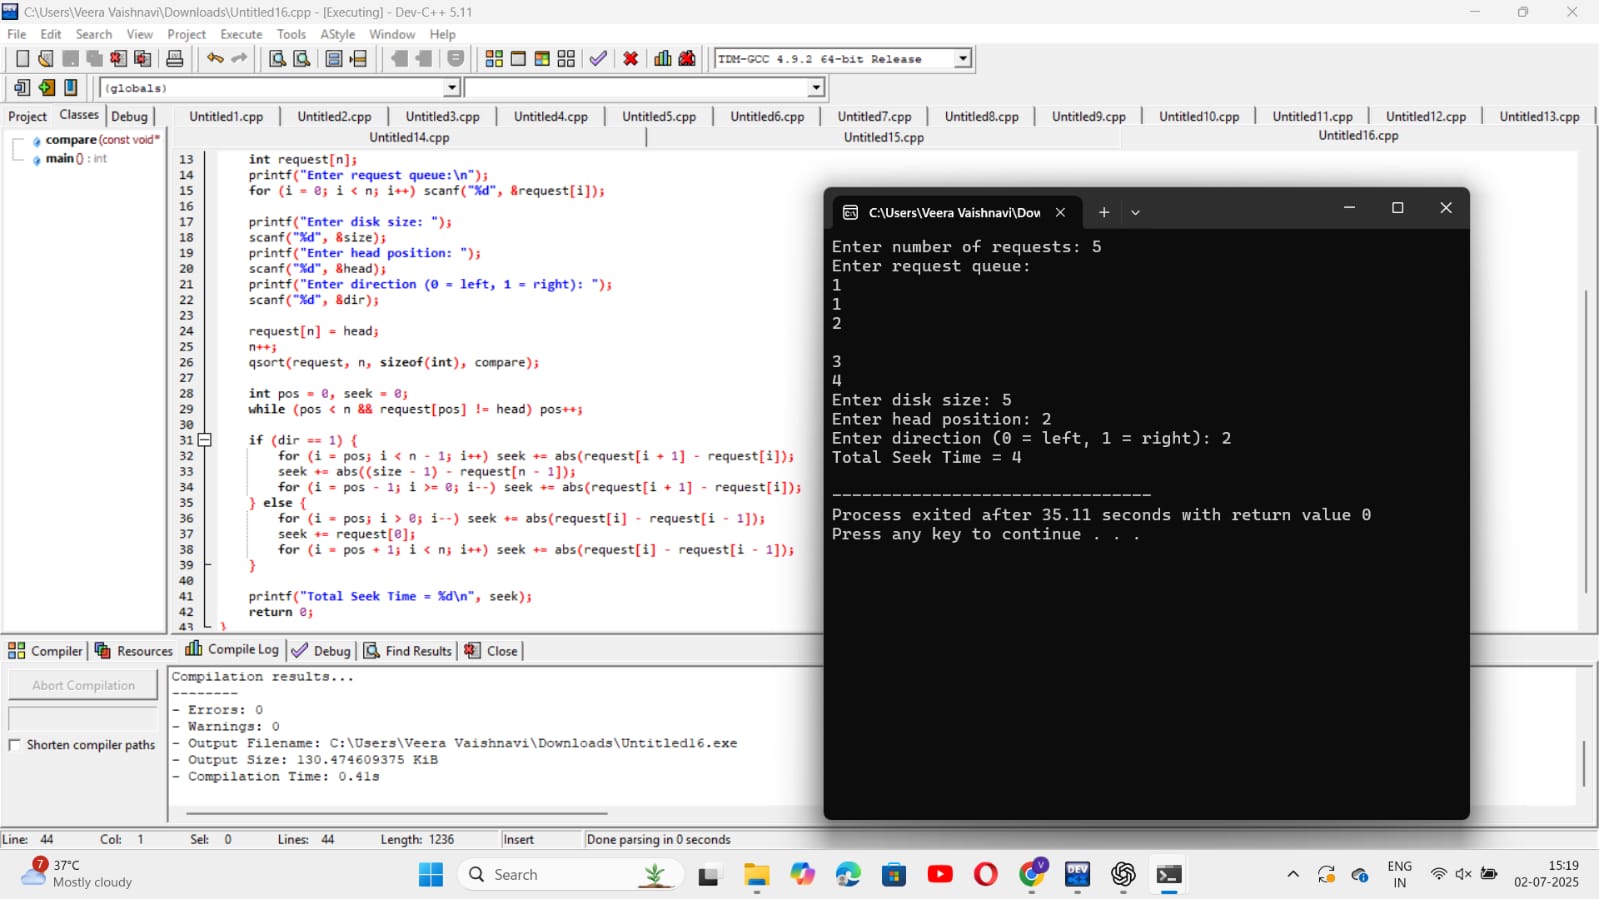 C:\Users\Veera Vaishnavi\Downloads\Untitled16.cpp - [Executing] - Dev-C++ 5.11
File Edit Search View Project Execute Tools AStyle Window Help
TDM-GCC 4.9.2 64-bit Release
(globals)
Project Classes Debug
Untitled1.cpp Untitled2.cpp Untitled3.cpp Untitled4.cpp Untitled5.cpp Untitled6.cpp Untitled7.cpp Untitled8.cpp Untitled9.cpp Untitled10.cpp Untitled11.cpp Untitled12.cpp Untitled13.cpp
Untitled14.cpp Untitled15.cpp Untitled16.cpp
compare (const void*
main () : int
13 int request[n];
14 printf("Enter request queue:\n");
15 for (i = 0; i < n; i++) scanf("%d", &request[i]);
16
17 printf("Enter disk size: ");
18 scanf("%d", &size);
19 printf("Enter head position: ");
20 scanf("%d", &head);
21 printf("Enter direction (0 = left, 1 = right): ");
22 scanf("%d", &dir);
23
24 request[n] = head;
25 n++;
26 qsort(request, n, sizeof(int), compare);
27
28 int pos = 0, seek = 0;
29 while (pos < n && request[pos] != head) pos++;
30
31 if (dir == 1) {
32 for (i = pos; i < n - 1; i++) seek += abs(request[i + 1] - request[i]);
33 seek += abs((size - 1) - request[n - 1]);
34 for (i = pos - 1; i >= 0; i--) seek += abs(request[i + 1] - request[i]);
35 } else {
36 for (i = pos; i > 0; i--) seek += abs(request[i] - request[i - 1]);
37 seek += request[0];
38 for (i = pos + 1; i < n; i++) seek += abs(request[i] - request[i - 1]);
39 }
40
41 printf("Total Seek Time = %d\n", seek);
42 return 0;
43 }
C:\Users\Veera Vaishnavi\Dow
Enter number of requests: 5
Enter request queue:
1
1
2
3
4
Enter disk size: 5
Enter head position: 2
Enter direction (0 = left, 1 = right): 2
Total Seek Time = 4
--------------------------------
Process exited after 35.11 seconds with return value 0
Press any key to continue . . .
Compiler Resources Compile Log Debug Find Results Close
Abort Compilation
Shorten compiler paths
Compilation results...
--------
- Errors: 0
- Warnings: 0
- Output Filename: C:\Users\Veera Vaishnavi\Downloads\Untitled16.exe
- Output Size: 130.474609375 KiB
- Compilation Time: 0.41s
Line: 44 Col: 1 Sel: 0 Lines: 44 Length: 1236 Insert Done parsing in 0 seconds
7
37°C
Mostly cloudy
Search
DEV
V
ENG
IN
15:19
02-07-2025